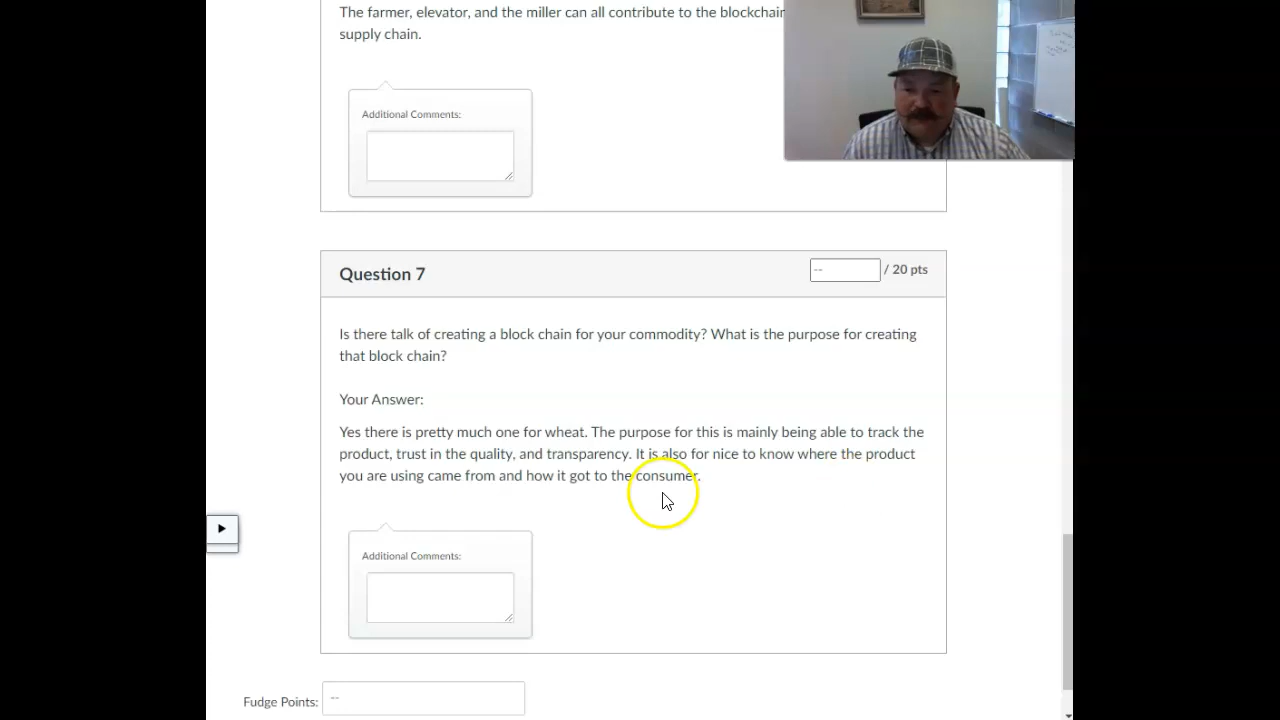 The farmer, elevator, and the miller can all contribute to the blockchain
supply chain.
Additional Comments:
Question 7
--
/ 20 pts
Is there talk of creating a block chain for your commodity? What is the purpose for creating
that block chain?
Your Answer:
Yes there is pretty much one for wheat. The purpose for this is mainly being able to track the
product, trust in the quality, and transparency. It is also for nice to know where the product
you are using came from and how it got to the consumer.
Additional Comments:
Fudge Points:
--